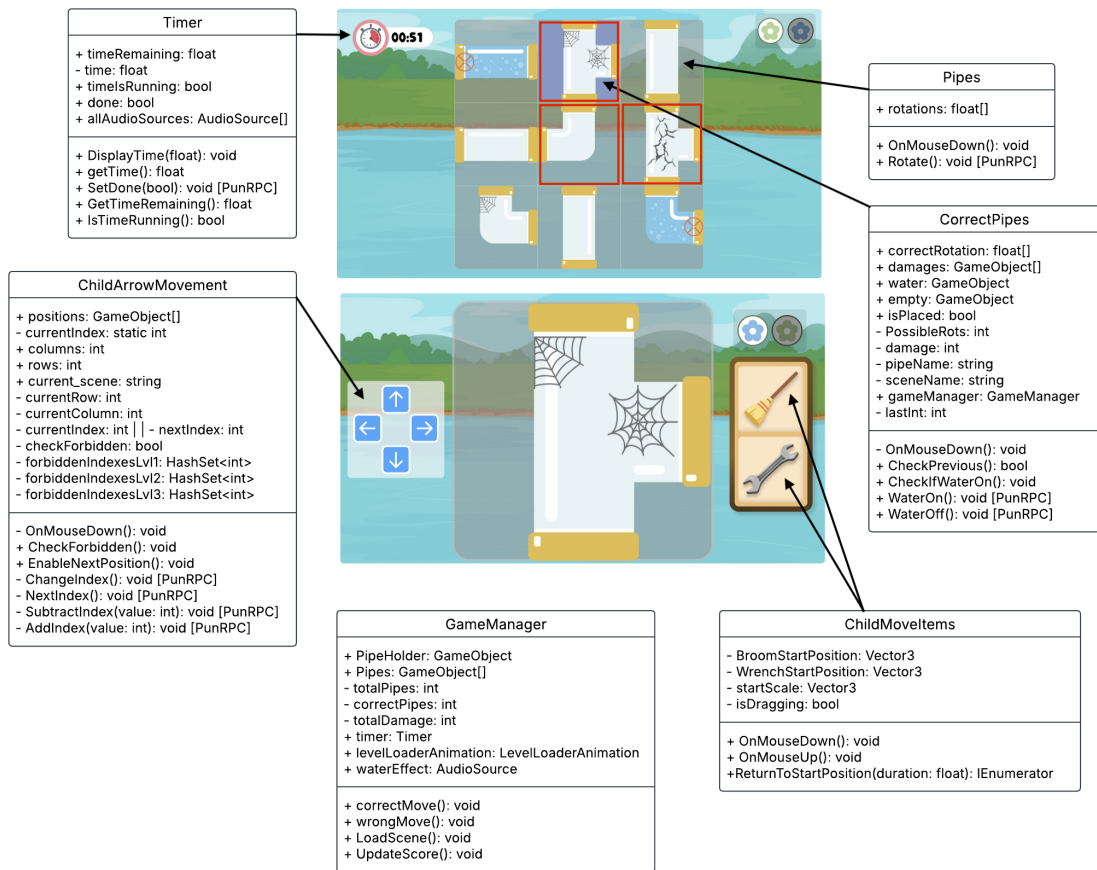 Timer
+ timeRemaining: float
- time: float
+ timeIsRunning: bool
+ done: bool
+ allAudioSources: AudioSource[]
+ DisplayTime(float): void
+ getTime(): float
+ SetDone(bool): void [PunRPC]
+ GetTimeRemaining(): float
+ IsTimeRunning(): bool
00:51
Pipes
+ rotations: float[]
+ OnMouseDown(): void
+ Rotate(): void [PunRPC]
CorrectPipes
+ correctRotation: float[]
+ damages: GameObject[]
+ water: GameObject
+ empty: GameObject
+ isPlaced: bool
- PossibleRots: int
- damage: int
- pipeName: string
- sceneName: string
+ gameManager: GameManager
- lastInt: int
- OnMouseDown(): void
+ CheckPrevious(): bool
+ CheckIfWaterOn(): void
+ WaterOn(): void [PunRPC]
+ WaterOff(): void [PunRPC]
ChildArrowMovement
+ positions: GameObject[]
- currentIndex: static int
+ columns: int
+ rows: int
+ current_scene: string
- currentRow: int
- currentColumn: int
- currentIndex: int | | - nextIndex: int
- checkForbidden: bool
- forbiddenIndexesLvl1: HashSet<int>
- forbiddenIndexesLvl2: HashSet<int>
- forbiddenIndexesLvl3: HashSet<int>
- OnMouseDown(): void
+ CheckForbidden(): void
+ EnableNextPosition(): void
- ChangeIndex(): void [PunRPC]
- NextIndex(): void [PunRPC]
- SubtractIndex(value: int): void [PunRPC]
- AddIndex(value: int): void [PunRPC]
GameManager
+ PipeHolder: GameObject
+ Pipes: GameObject[]
- totalPipes: int
- correctPipes: int
- totalDamage: int
+ timer: Timer
+ levelLoaderAnimation: LevelLoaderAnimation
+ waterEffect: AudioSource
+ correctMove(): void
+ wrongMove(): void
+ LoadScene(): void
+ UpdateScore(): void
ChildMoveItems
- BroomStartPosition: Vector3
- WrenchStartPosition: Vector3
- startScale: Vector3
- isDragging: bool
+ OnMouseDown(): void
+ OnMouseUp(): void
+ReturnToStartPosition(duration: float): IEnumerator